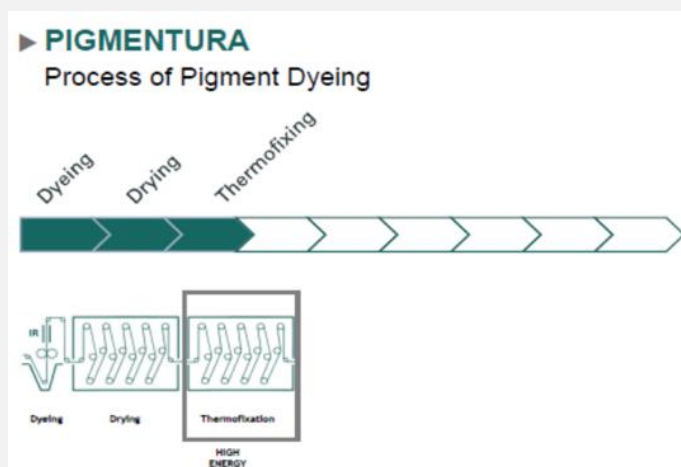 PIGMENTURA
Process of Pigment Dyeing
Dyeing
Drying
Thermofixing
IR
Dyeing
Drying
Thermofixation
HIGH
ENERGY